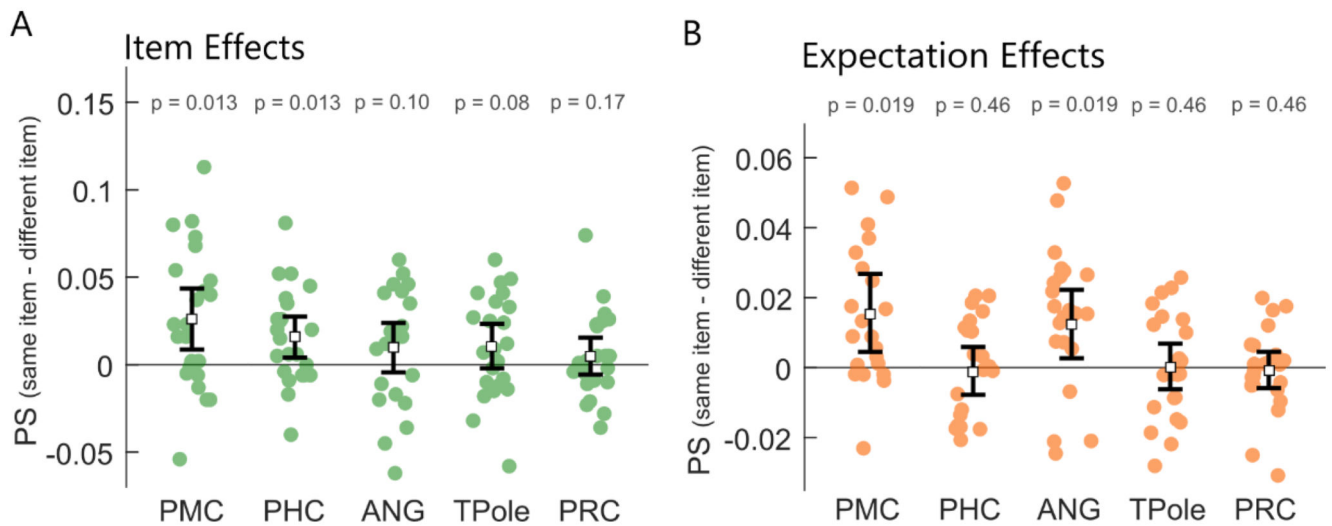 A
Item Effects
p = 0.013 p = 0.013 p = 0.10 p = 0.08 p = 0.17
0.15
0.1
0.05
0
-0.05
PS (same item - different item)
PMC PHC ANG TPole PRC
B
Expectation Effects
p = 0.019 p = 0.46 p = 0.019 p = 0.46 p = 0.46
0.06
0.04
0.02
0
-0.02
PS (same item - different item)
PMC PHC ANG TPole PRC